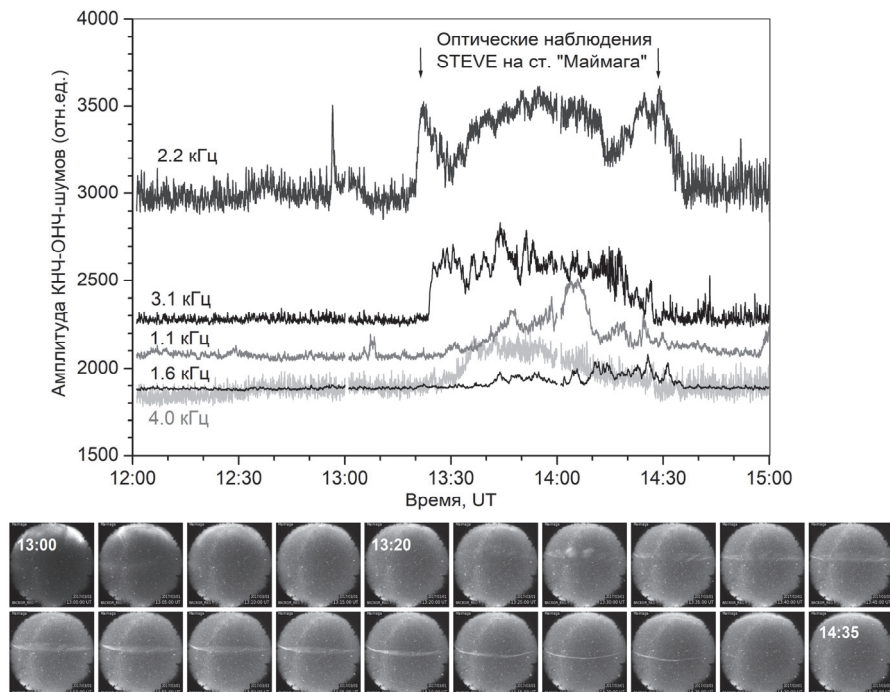 4000
Оптические наблюдения
STEVE на ст. "Маймага"
3500
2.2 кГц
3000
2500
3.1 кГц
1.1 кГц
2000
1.6 кГц
4.0 кГц
1500
Амплитуда КНЧ-ОНЧ-шумов (отн.ед.)
12:00 12:30 13:00 13:30 14:00 14:30 15:00
Время, UT
13:00 13:20
14:35